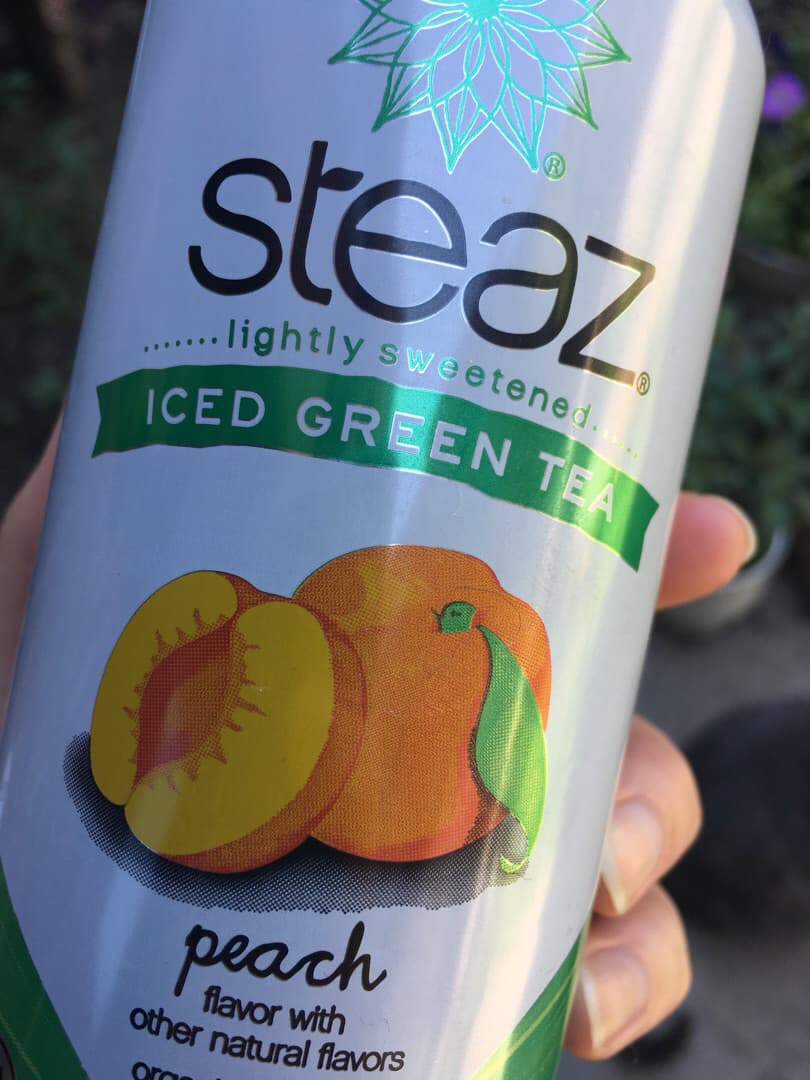 ®
steaz®
.......lightly sweetened......
ICED GREEN TEA
peach
flavor with
other natural flavors